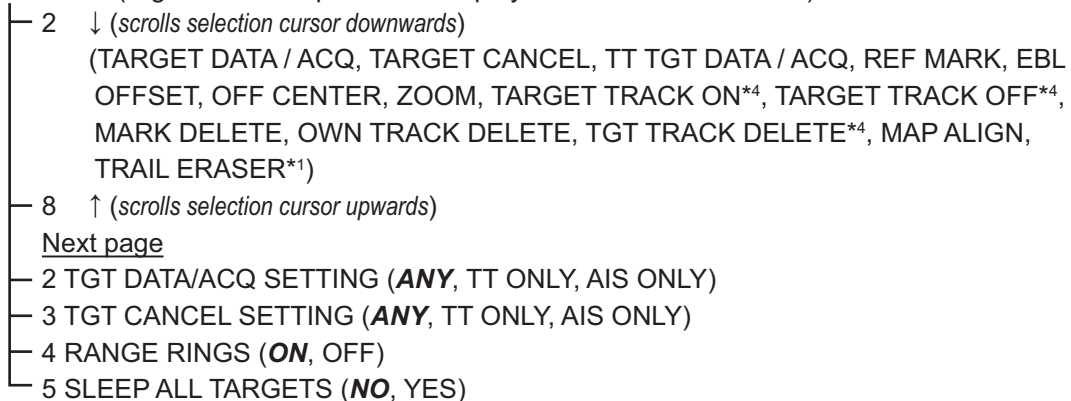 2 ↓ (scrolls selection cursor downwards)
(TARGET DATA / ACQ, TARGET CANCEL, TT TGT DATA / ACQ, REF MARK, EBL
OFFSET, OFF CENTER, ZOOM, TARGET TRACK ON*4, TARGET TRACK OFF*4,
MARK DELETE, OWN TRACK DELETE, TGT TRACK DELETE*4, MAP ALIGN,
TRAIL ERASER*1)
8 ↑ (scrolls selection cursor upwards)
Next page
2 TGT DATA/ACQ SETTING (ANY, TT ONLY, AIS ONLY)
3 TGT CANCEL SETTING (ANY, TT ONLY, AIS ONLY)
4 RANGE RINGS (ON, OFF)
5 SLEEP ALL TARGETS (NO, YES)